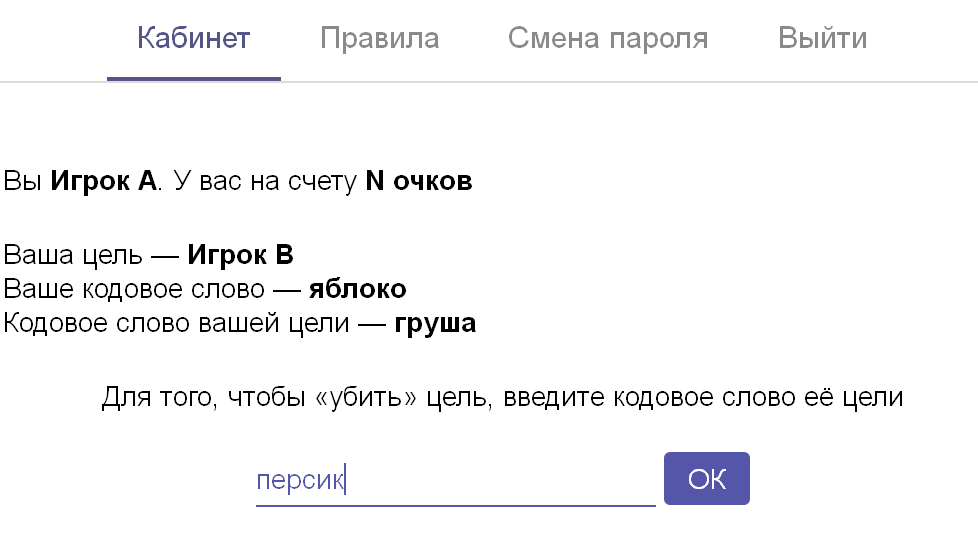 Кабинет Правила Смена пароля Выйти
Вы Игрок A. У вас на счету N очков
Ваша цель — Игрок B
Ваше кодовое слово — яблоко
Кодовое слово вашей цели — груша
Для того, чтобы «убить» цель, введите кодовое слово её цели
персик ОК